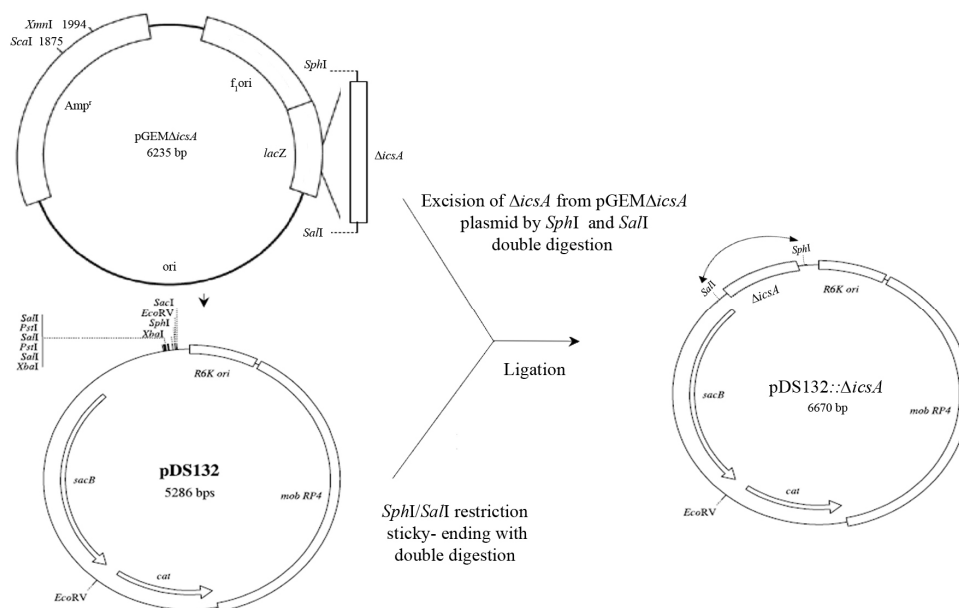 XmnI 1994
ScaI 1875
SphI
f1ori
Ampr
pGEMΔicsA
6235 bp
lacZ
ΔicsA
SalI
ori
Excision of ΔicsA from pGEMΔicsA
plasmid by SphI and SalI
double digestion
SacI
EcoRV
SphI
XbaI
SalI
PstI
SalI
PstI
SalI
XbaI
R6K ori
sacB
pDS132
5286 bps
mob RP4
cat
EcoRV
Ligation
SphI/SalI restriction
sticky- ending with
double digestion
SphI
SalI
ΔicsA
R6K ori
sacB
pDS132::ΔicsA
6670 bp
mob RP4
cat
EcoRV